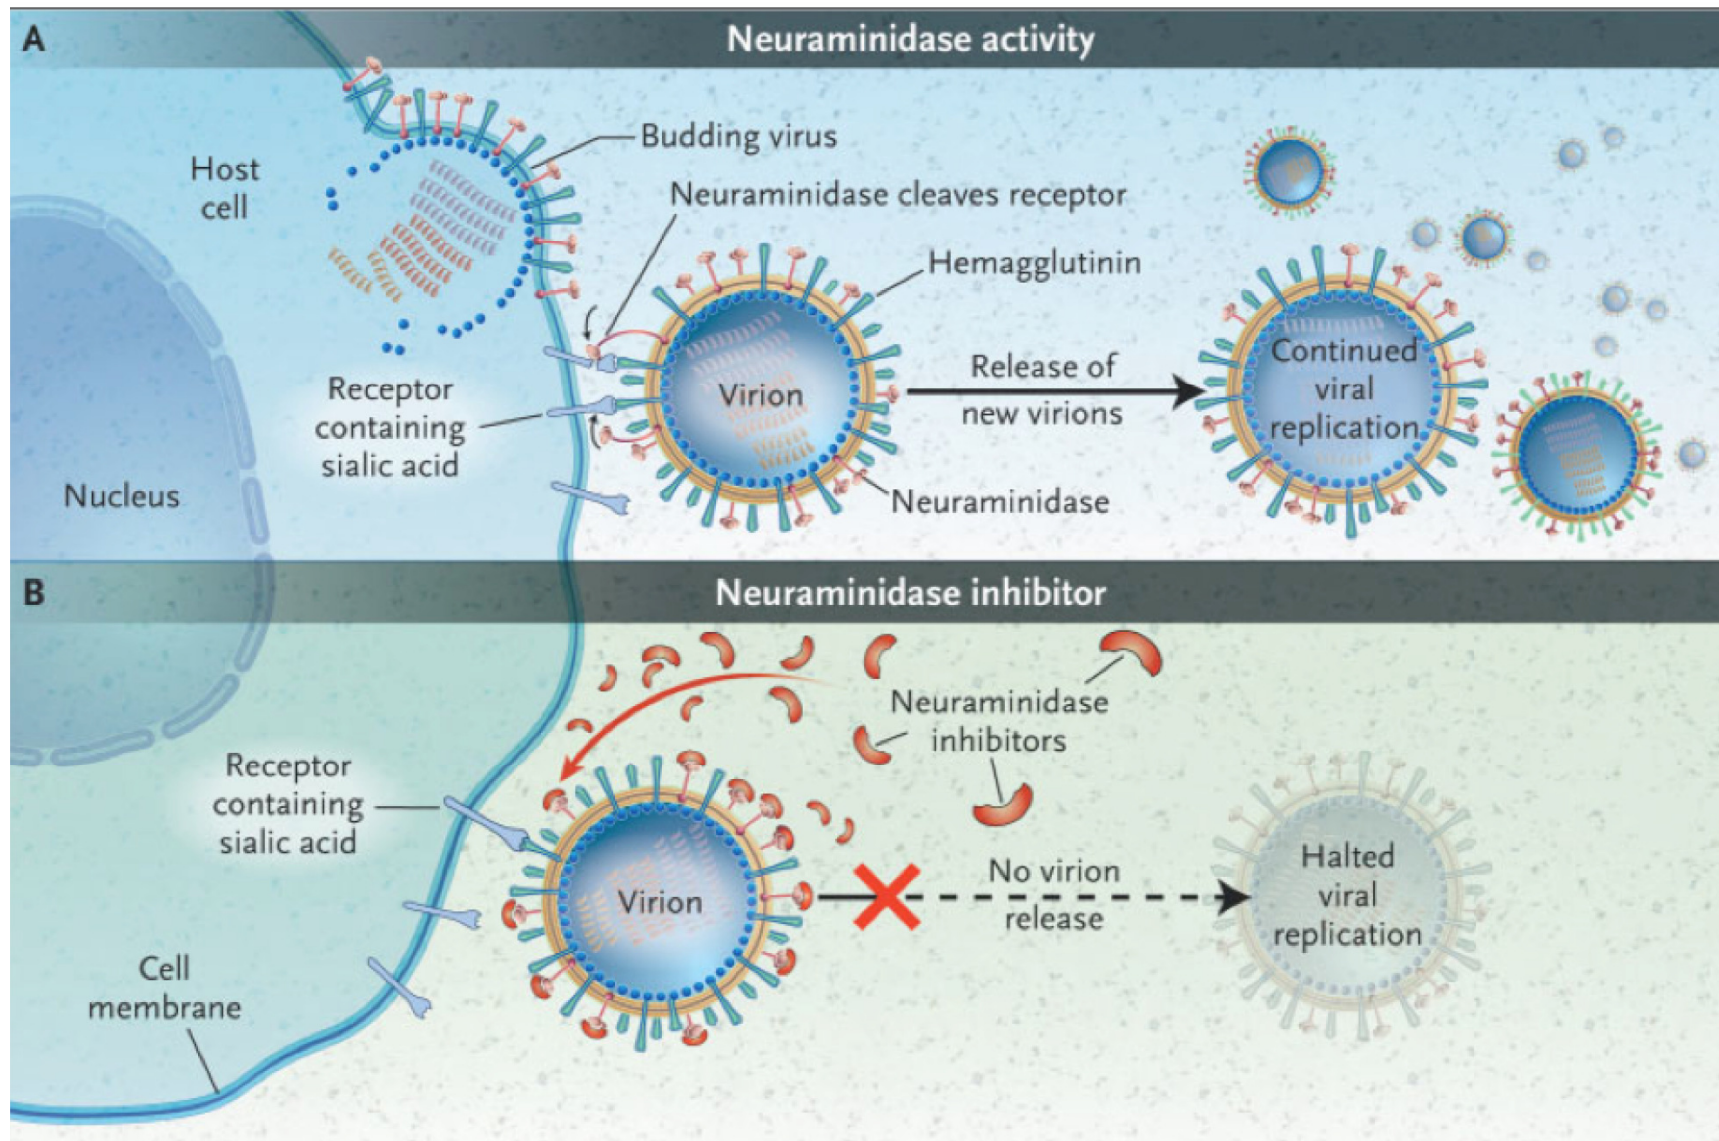 A
Neuraminidase activity
Budding virus
Host
cell
Neuraminidase cleaves receptor
Hemagglutinin
Receptor
containing
sialic acid
Virion
Release of
new virions
Continued
viral
replication
Nucleus
Neuraminidase
B
Neuraminidase inhibitor
Neuraminidase
inhibitors
Receptor
containing
sialic acid
Virion
No virion
release
Halted
viral
replication
Cell
membrane